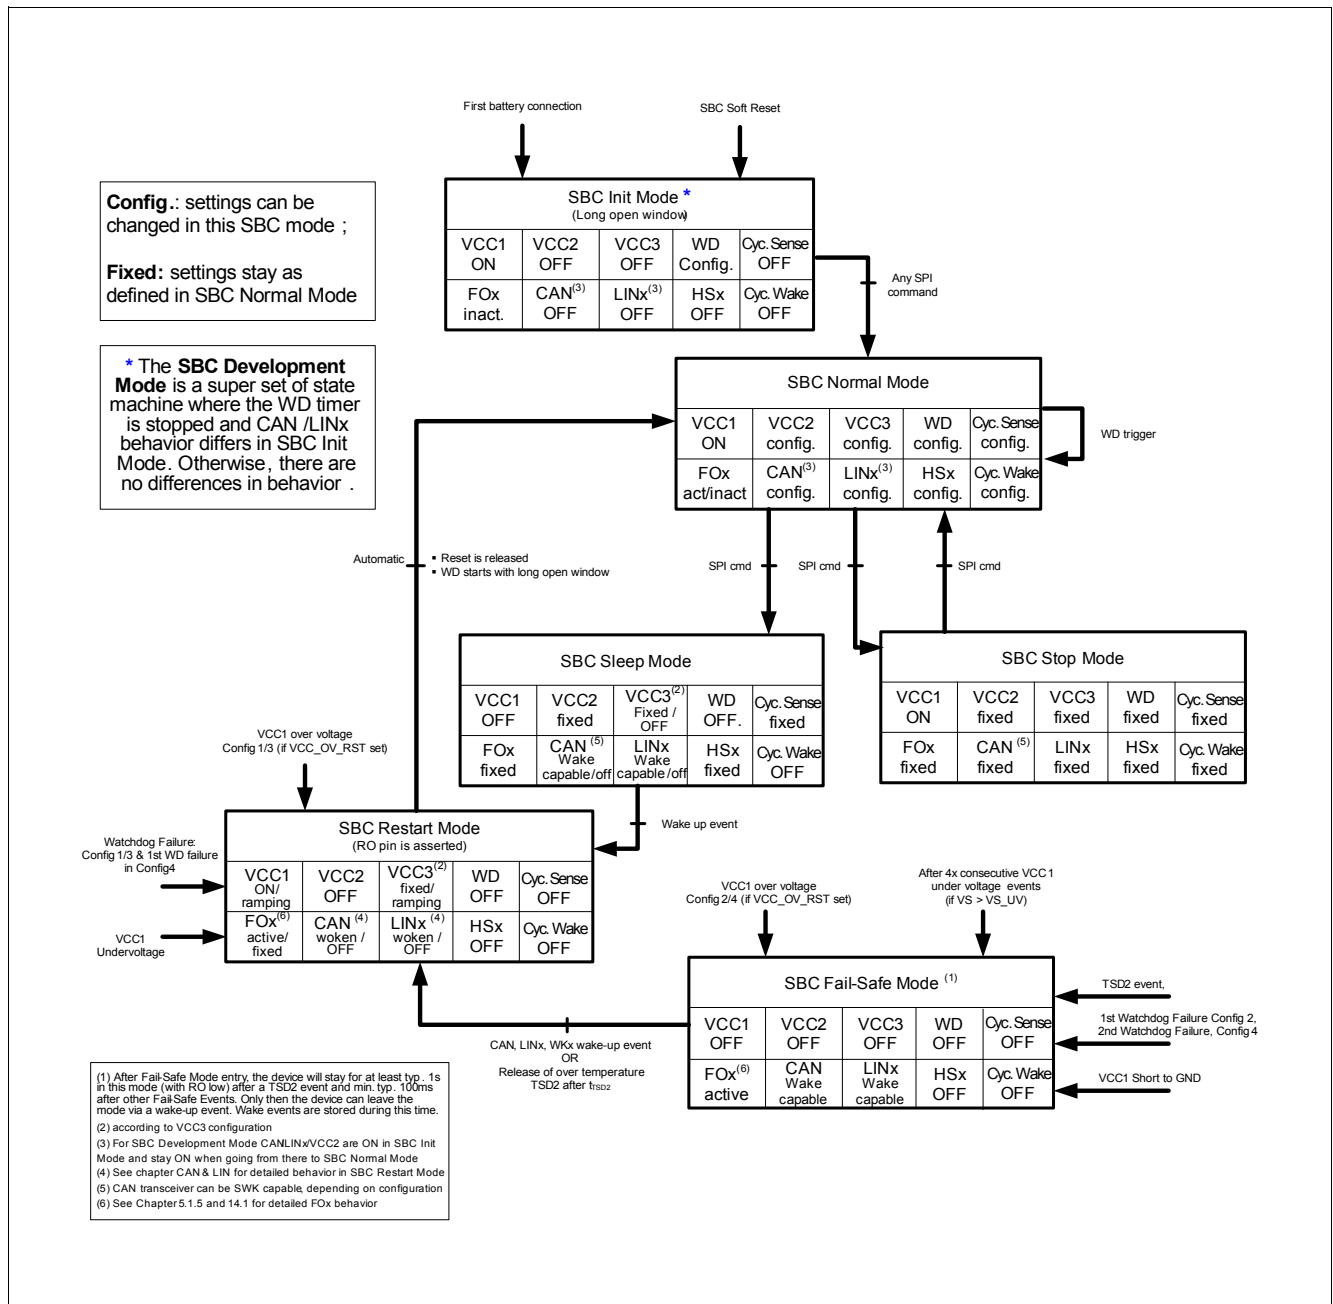 First battery connection
SBC Soft Reset
Config.: settings can be
changed in this SBC mode ;
Fixed: settings stay as
defined in SBC Normal Mode
* The SBC Development
Mode is a super set of state
machine where the WD timer
is stopped and CAN /LINx
behavior differs in SBC Init
Mode. Otherwise, there are
no differences in behavior .
SBC Init Mode *
(Long open window)
VCC1 VCC2 VCC3 WD Cyc. Sense
ON OFF OFF Config. OFF
FOx CAN(3) LINx(3) HSx Cyc. Wake
inact. OFF OFF OFF OFF
Any SPI
command
SBC Normal Mode
VCC1 VCC2 VCC3 WD Cyc. Sense
ON config. config. config. config.
FOx CAN(3) LINx(3) HSx Cyc. Wake
act/inact config. config. config. config.
WD trigger
Automatic
▪ Reset is released
▪ WD starts with long open window
SPI cmd
SPI cmd
SPI cmd
SBC Sleep Mode
VCC1 VCC2 VCC3(2) WD Cyc. Sense
OFF fixed Fixed / OFF OFF. fixed
FOx CAN (5) LINx HSx Cyc. Wake
fixed Wake capable/off Wake capable/off fixed OFF
SBC Stop Mode
VCC1 VCC2 VCC3 WD Cyc. Sense
ON fixed fixed fixed fixed
FOx CAN (5) LINx HSx Cyc. Wake
fixed fixed fixed fixed fixed
VCC1 over voltage
Config 1/3 (if VCC_OV_RST set)
Wake up event
Watchdog Failure:
Config 1/3 & 1st WD failure
in Config4
VCC1
Undervoltage
SBC Restart Mode
(RO pin is asserted)
VCC1 VCC2 VCC3(2) WD Cyc. Sense
ON/ ramping OFF fixed/ ramping OFF OFF
FOx(6) CAN (4) LINx (4) HSx Cyc. Wake
active/ fixed woken / OFF woken / OFF OFF OFF
VCC1 over voltage
Config 2/4 (if VCC_OV_RST set)
After 4x consecutive VCC1
under voltage events
(if VS > VS_UV)
SBC Fail-Safe Mode (1)
VCC1 VCC2 VCC3 WD Cyc. Sense
OFF OFF OFF OFF OFF
FOx(6) CAN LINx HSx Cyc. Wake
active Wake capable Wake capable OFF OFF
TSD2 event,
1st Watchdog Failure Config 2,
2nd Watchdog Failure, Config 4
VCC1 Short to GND
CAN, LINx, WKx wake-up event
OR
Release of over temperature
TSD2 after tTSD2
(1) After Fail-Safe Mode entry, the device will stay for at least typ. 1s
in this mode (with RO low) after a TSD2 event and min. typ. 100ms
after other Fail-Safe Events. Only then the device can leave the
mode via a wake-up event. Wake events are stored during this time.
(2) according to VCC3 configuration
(3) For SBC Development Mode CAN/LINx/VCC2 are ON in SBC Init
Mode and stay ON when going from there to SBC Normal Mode
(4) See chapter CAN & LIN for detailed behavior in SBC Restart Mode
(5) CAN transceiver can be SWK capable, depending on configuration
(6) See Chapter 5.1.5 and 14.1 for detailed FOx behavior